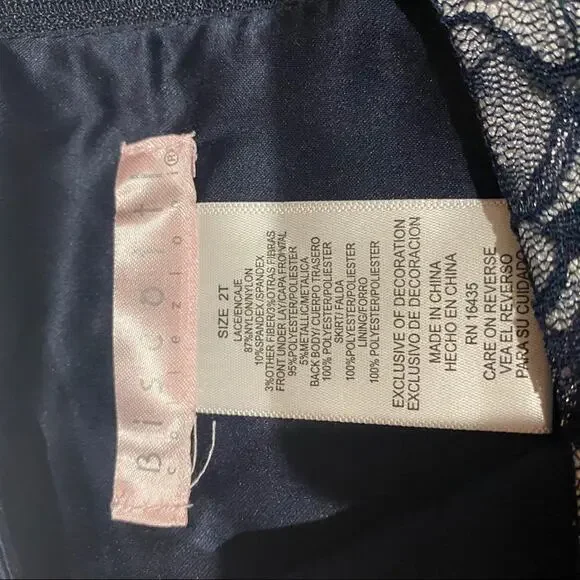 Biscotti®
collezioni
SIZE 2T
LACE/ENCAJE
87%NYLON/NYLON
10%SPANDEX/SPANDEX
3%OTHER FIBER/3%OTRAS FIBRAS
FRONT UNDER LAY/CAPA FRONTAL
95%POLYESTER/POLIESTER
5%METALLIC/METALICA
BACK BODY/ CUERPO TRASERO
100% POLYESTER/POLIESTER
SKIRT/ FALDA
100%POLYESTER/POLIESTER
LINING/FORRO
100% POLYESTER/POLIESTER
EXCLUSIVE OF DECORATION
EXCLUSIVO DE DECORACION
MADE IN CHINA
HECHO EN CHINA
RN 16435
CARE ON REVERSE
VEA EL REVERSO
PARA SU CUIDADO